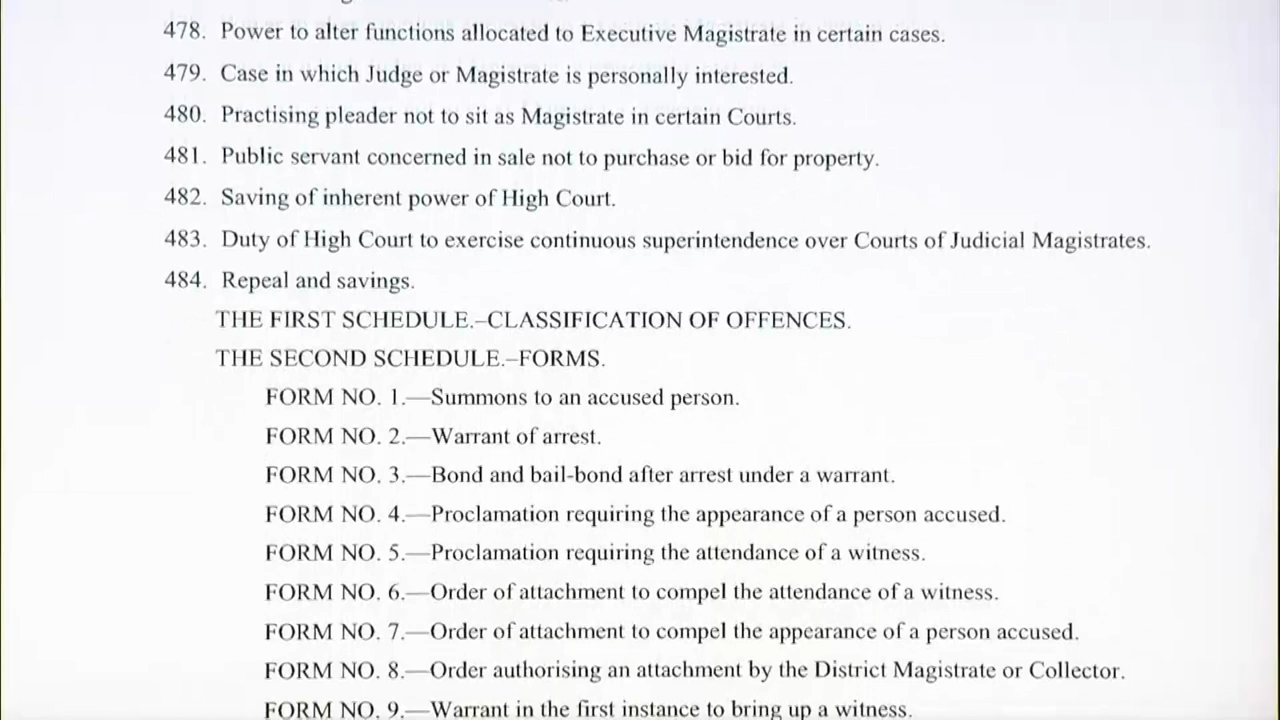 478. Power to alter functions allocated to Executive Magistrate in certain cases.
479. Case in which Judge or Magistrate is personally interested.
480. Practising pleader not to sit as Magistrate in certain Courts.
481. Public servant concerned in sale not to purchase or bid for property.
482. Saving of inherent power of High Court.
483. Duty of High Court to exercise continuous superintendence over Courts of Judicial Magistrates.
484. Repeal and savings.
THE FIRST SCHEDULE.–CLASSIFICATION OF OFFENCES.
THE SECOND SCHEDULE.–FORMS.
FORM NO. 1.—Summons to an accused person.
FORM NO. 2.—Warrant of arrest.
FORM NO. 3.—Bond and bail-bond after arrest under a warrant.
FORM NO. 4.—Proclamation requiring the appearance of a person accused.
FORM NO. 5.—Proclamation requiring the attendance of a witness.
FORM NO. 6.—Order of attachment to compel the attendance of a witness.
FORM NO. 7.—Order of attachment to compel the appearance of a person accused.
FORM NO. 8.—Order authorising an attachment by the District Magistrate or Collector.
FORM NO. 9.—Warrant in the first instance to bring up a witness.